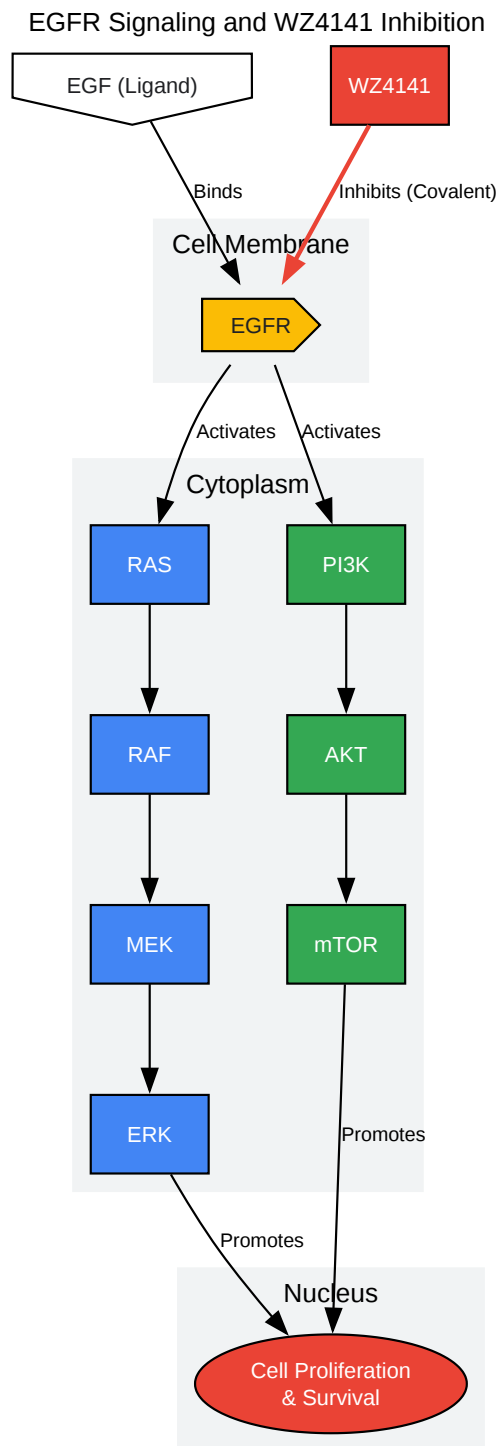 EGFR Signaling and WZ4141 Inhibition
EGF (Ligand)
WZ4141
Binds
Inhibits (Covalent)
Cell Membrane
EGFR
Activates
Activates
Cytoplasm
RAS
PI3K
RAF
AKT
MEK
mTOR
ERK
Promotes
Promotes
Nucleus
Cell Proliferation
& Survival